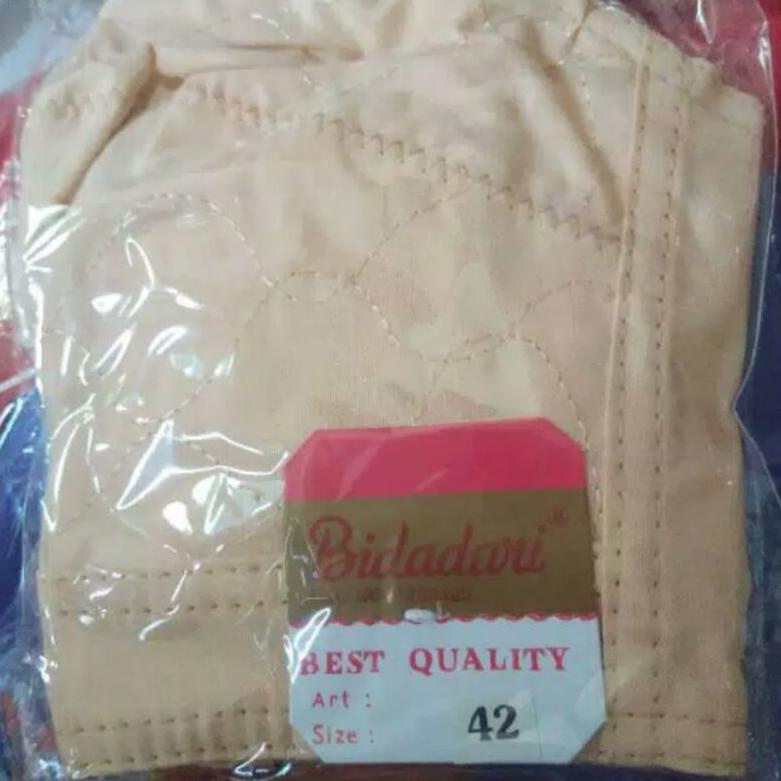 Bidadari®
BEST QUALITY
Art :
Size : 42